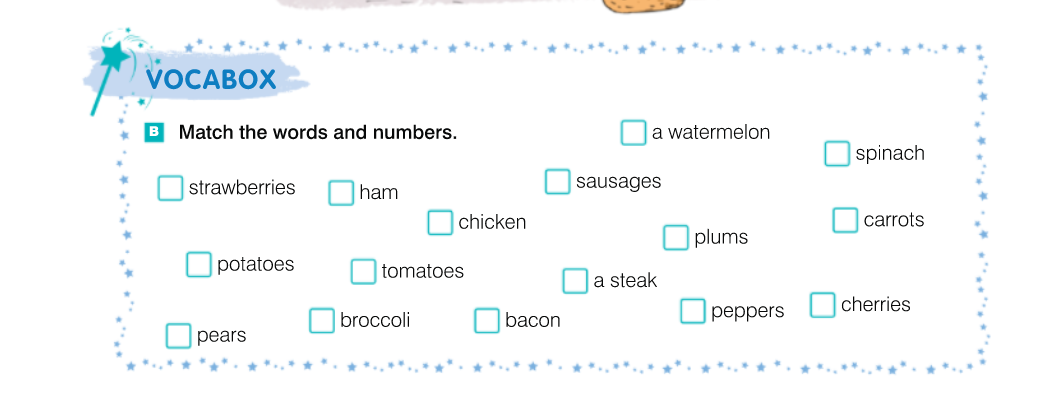 VOCABOX
B Match the words and numbers.
a watermelon
spinach
strawberries
ham
sausages
chicken
plums
carrots
potatoes
tomatoes
a steak
peppers
cherries
pears
broccoli
bacon